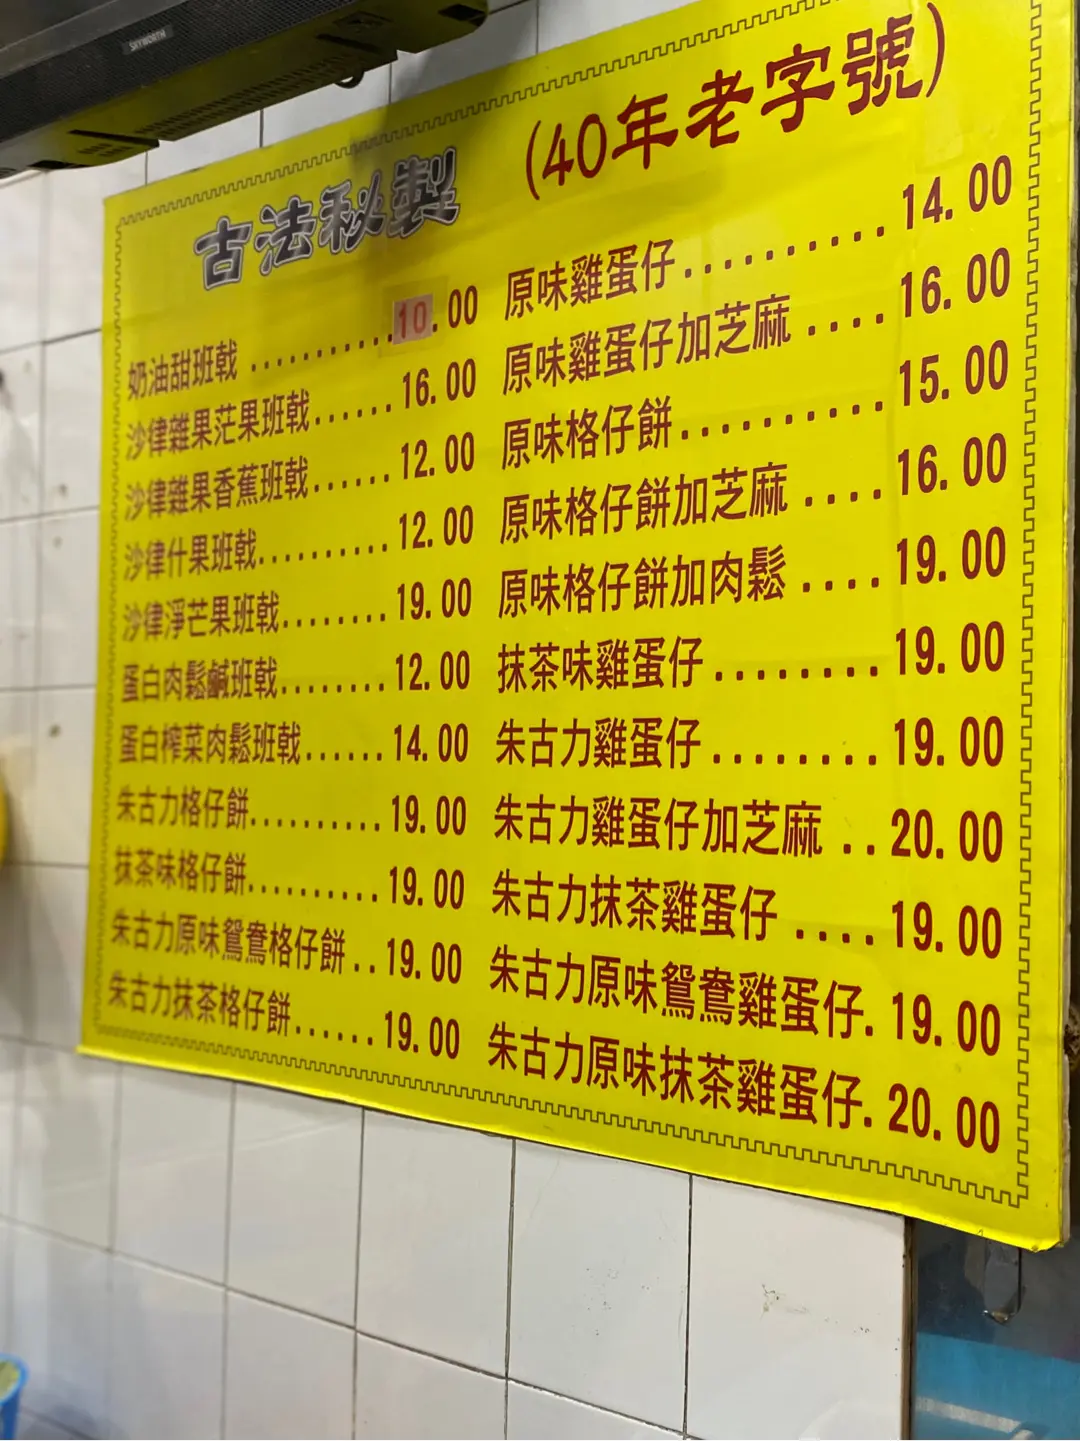 SKYWORTH
古法秘製
(40年老字號)
奶油甜班戟 ...........10.00
沙律雜果茫果班戟......16.00
沙律雜果香蕉班戟......12.00
沙律什果班戟..........12.00
沙律淨芒果班戟........19.00
蛋白肉鬆鹹班戟........12.00
蛋白榨菜肉鬆班戟......14.00
朱古力格仔餅..........19.00
抹茶味格仔餅..........19.00
朱古力原味鴛鴦格仔餅..19.00
朱古力抹茶格仔餅......19.00
原味雞蛋仔..........14.00
原味雞蛋仔加芝麻 ....16.00
原味格仔餅..........15.00
原味格仔餅加芝麻 ....16.00
原味格仔餅加肉鬆 ....19.00
抹茶味雞蛋仔........19.00
朱古力雞蛋仔........19.00
朱古力雞蛋仔加芝麻 ..20.00
朱古力抹茶雞蛋仔 ....19.00
朱古力原味鴛鴦雞蛋仔.19.00
朱古力原味抹茶雞蛋仔.20.00